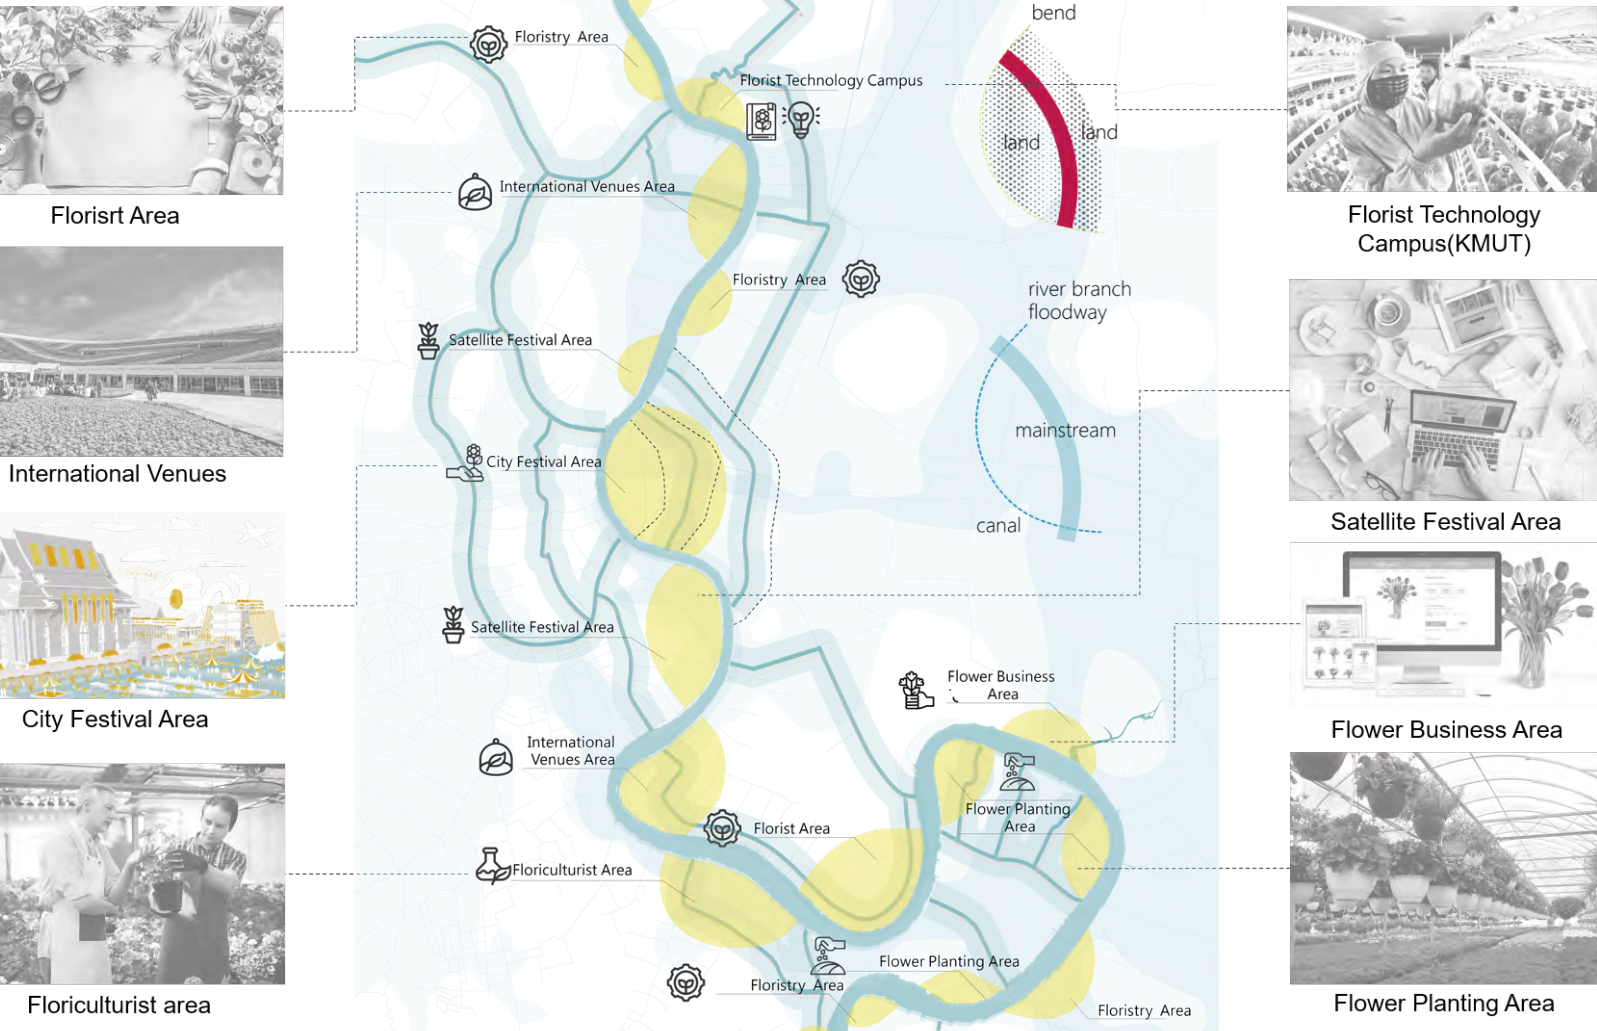 Florisrt Area
International Venues
City Festival Area
Floriculturist area
Floristry Area
Florist Technology Campus
International Venues Area
Floristry Area
Satellite Festival Area
City Festival Area
Satellite Festival Area
Flower Business
Area
International
Venues Area
Flower Planting
Area
Florist Area
Floriculturist Area
Flower Planting Area
Floristry Area
Floristry Area
bend
land
land
river branch
floodway
mainstream
canal
Florist Technology
Campus(KMUT)
Satellite Festival Area
Flower Business Area
Flower Planting Area